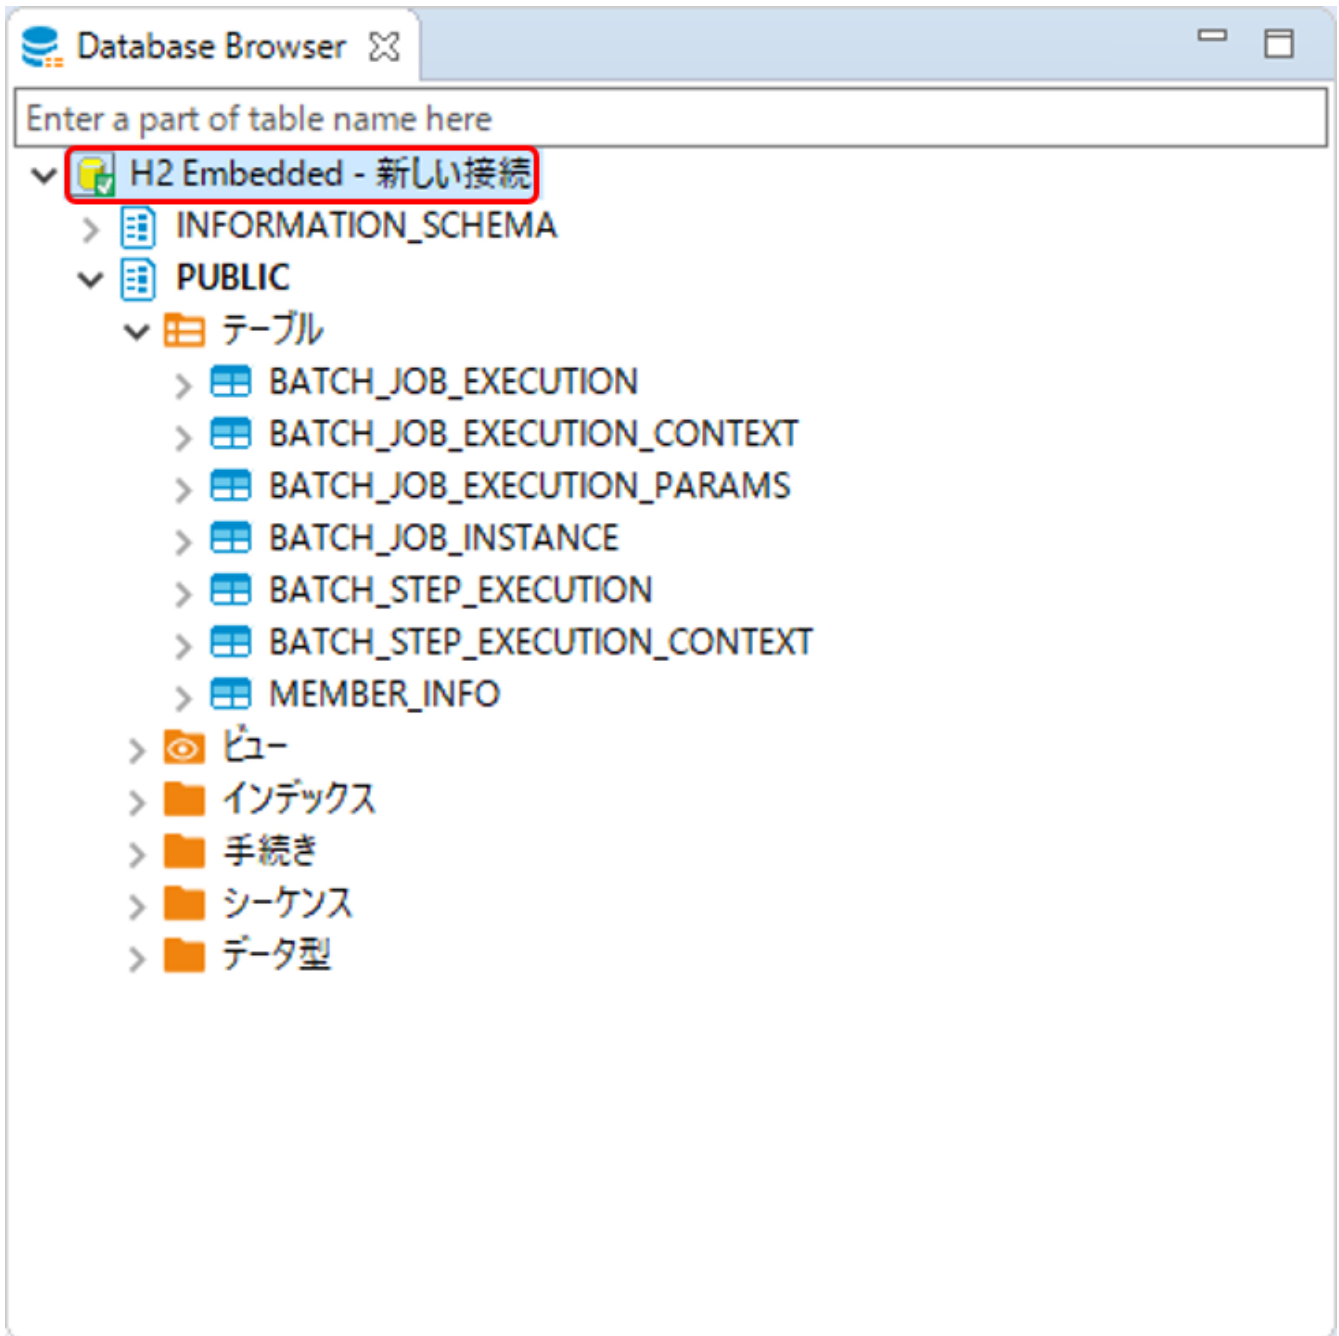 Database Browser
Enter a part of table name here
H2 Embedded - 新しい接続
INFORMATION_SCHEMA
PUBLIC
テーブル
BATCH_JOB_EXECUTION
BATCH_JOB_EXECUTION_CONTEXT
BATCH_JOB_EXECUTION_PARAMS
BATCH_JOB_INSTANCE
BATCH_STEP_EXECUTION
BATCH_STEP_EXECUTION_CONTEXT
MEMBER_INFO
ビュー
インデックス
手続き
シーケンス
データ型